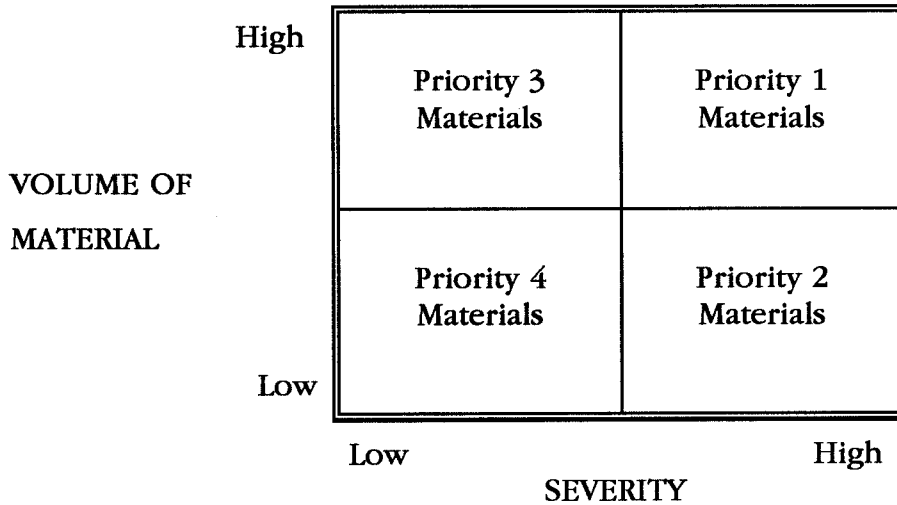 High
Priority 3
Materials
Priority 1
Materials
VOLUME OF
MATERIAL
Priority 4
Materials
Priority 2
Materials
Low
Low
High
SEVERITY